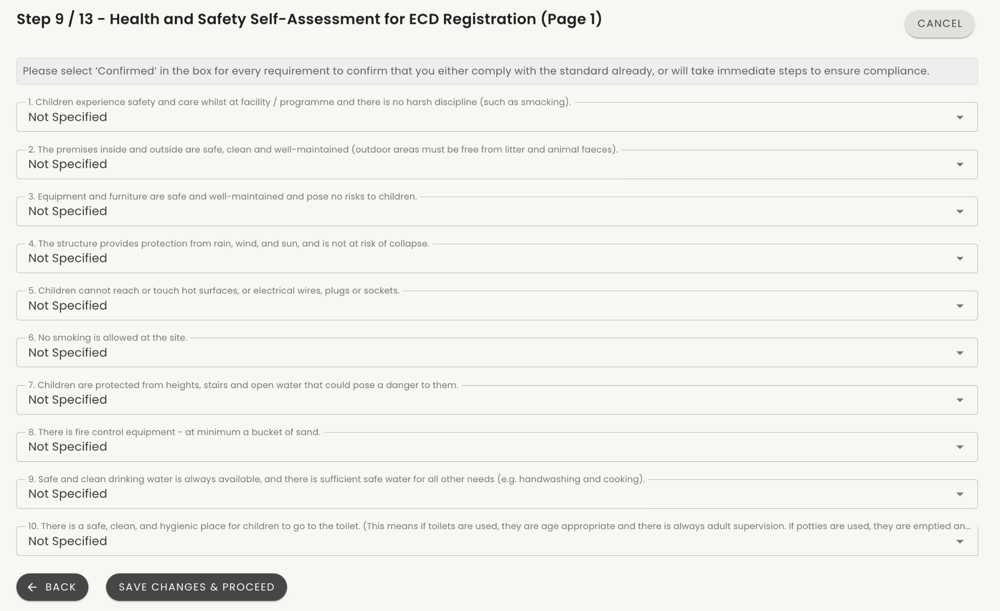 Step 9 / 13 - Health and Safety Self-Assessment for ECD Registration (Page 1)
CANCEL
Please select ‘Confirmed’ in the box for every requirement to confirm that you either comply with the standard already, or will take immediate steps to ensure compliance.
1. Children experience safety and care whilst at facility / programme and there is no harsh discipline (such as smacking).
Not Specified
2. The premises inside and outside are safe, clean and well-maintained (outdoor areas must be free from litter and animal faeces).
Not Specified
3. Equipment and furniture are safe and well-maintained and pose no risks to children.
Not Specified
4. The structure provides protection from rain, wind, and sun, and is not at risk of collapse.
Not Specified
5. Children cannot reach or touch hot surfaces, or electrical wires, plugs or sockets.
Not Specified
6. No smoking is allowed at the site.
Not Specified
7. Children are protected from heights, stairs and open water that could pose a danger to them.
Not Specified
8. There is fire control equipment - at minimum a bucket of sand.
Not Specified
9. Safe and clean drinking water is always available, and there is sufficient safe water for all other needs (e.g. handwashing and cooking).
Not Specified
10. There is a safe, clean, and hygienic place for children to go to the toilet. (This means if toilets are used, they are age appropriate and there is always adult supervision. If potties are used, they are emptied an...
Not Specified
BACK
SAVE CHANGES & PROCEED